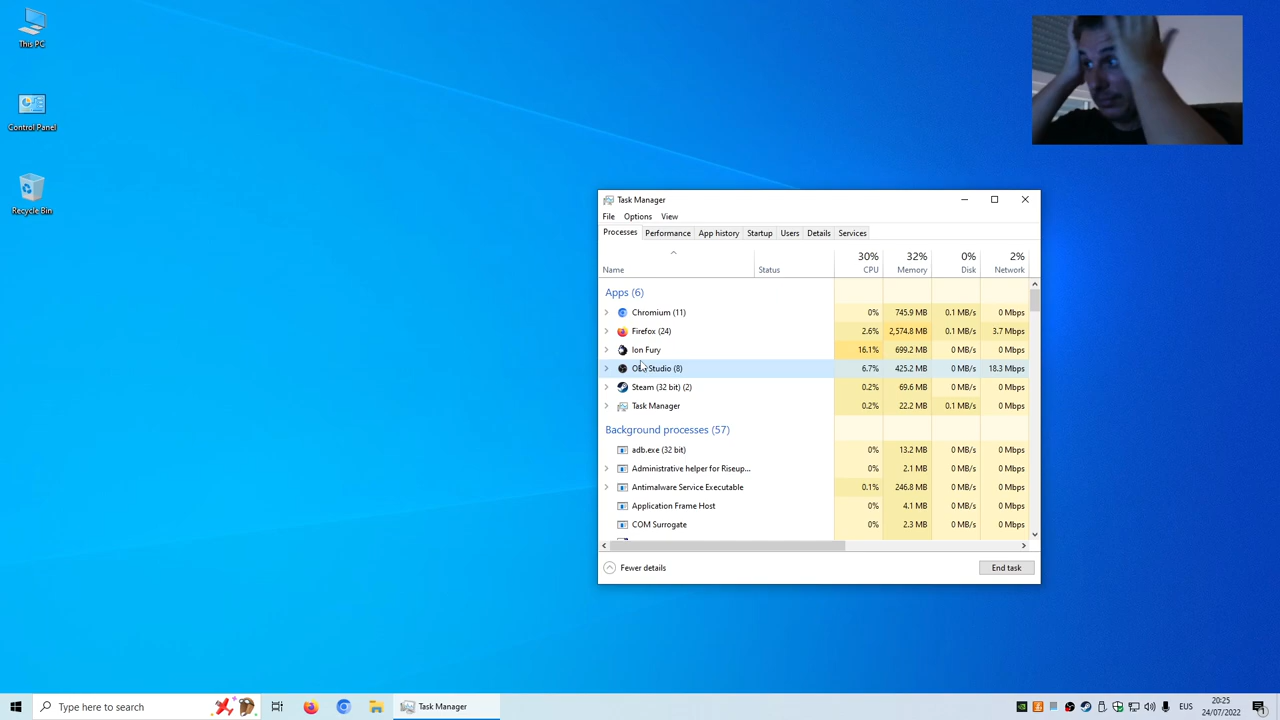 This PC
Control Panel
Recycle Bin
Task Manager
File Options View
Processes Performance App history Startup Users Details Services
30% 32% 0% 2%
Name Status CPU Memory Disk Network
Apps (6)
Chromium (11) 0% 745.9 MB 0.1 MB/s 0 Mbps
Firefox (24) 2.6% 2,574.8 MB 0.1 MB/s 3.7 Mbps
Ion Fury 16.1% 699.2 MB 0 MB/s 0 Mbps
Studio (8) 6.7% 425.2 MB 0 MB/s 18.3 Mbps
Steam (32 bit) (2) 0.2% 69.6 MB 0 MB/s 0 Mbps
Task Manager 0.2% 22.2 MB 0.1 MB/s 0 Mbps
Background processes (57)
adb.exe (32 bit) 0% 13.2 MB 0 MB/s 0 Mbps
Administrative helper for Riseup... 0% 2.1 MB 0 MB/s 0 Mbps
Antimalware Service Executable 0.1% 246.8 MB 0 MB/s 0 Mbps
Application Frame Host 0% 4.1 MB 0 MB/s 0 Mbps
COM Surrogate 0% 2.3 MB 0 MB/s 0 Mbps
Fewer details End task
Type here to search Task Manager EUS 20:25
24/07/2022